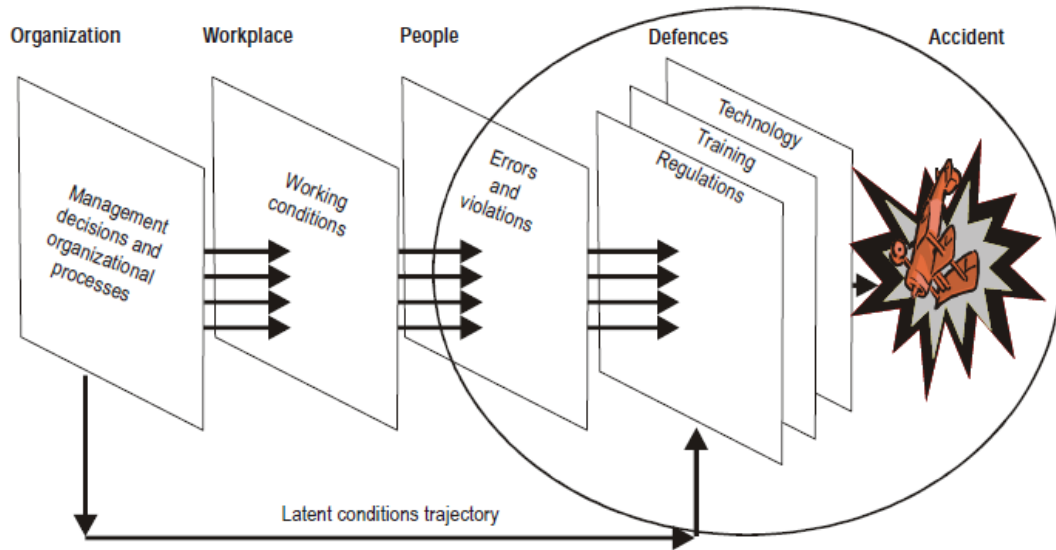 Organization
Workplace
People
Defences
Accident
Management
decisions and
organizational
processes
Working
conditions
Errors
and
violations
Technology
Training
Regulations
Latent conditions trajectory